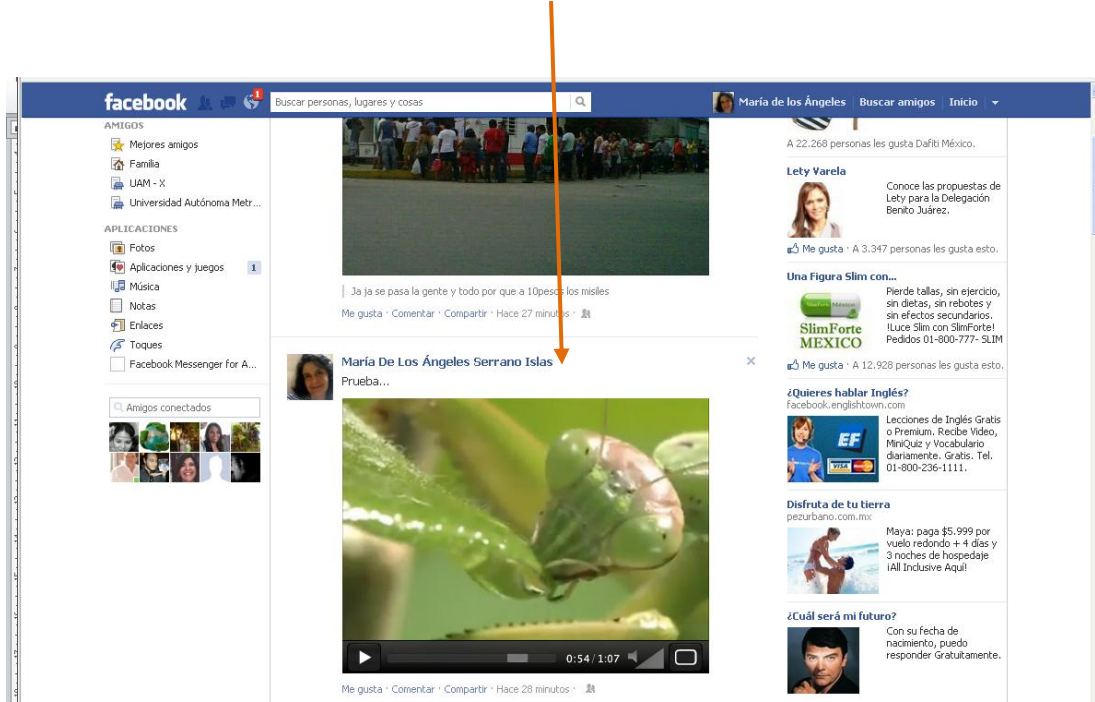 facebook
1
Buscar personas, lugares y cosas
María de los Ángeles
Buscar amigos
Inicio
AMIGOS
Mejores amigos
Familia
UAM - X
Universidad Autónoma Metr...
APLICACIONES
Fotos
Aplicaciones y juegos 1
Música
Notas
Enlaces
Toques
Facebook Messenger for A...
Amigos conectados
Ja ja se pasa la gente y todo por que a 10pesos los misiles
Me gusta · Comentar · Compartir · Hace 27 minutos ·
María De Los Ángeles Serrano Islas
Prueba...
0:54/1:07
Me gusta · Comentar · Compartir · Hace 28 minutos ·
A 22.268 personas les gusta Dafiti México.
Lety Varela
Conoce las propuestas de
Lety para la Delegación
Benito Juárez.
Me gusta · A 3.347 personas les gusta esto.
Una Figura Slim con...
SlimForte
MEXICO
Pierde tallas, sin ejercicio,
sin dietas, sin rebotes y
sin efectos secundarios.
!Luce Slim con SlimForte!
Pedidos 01-800-777- SLIM
Me gusta · A 12.928 personas les gusta esto.
¿Quieres hablar Inglés?
facebook.englishtown.com
EF
VISA
Lecciones de Inglés Gratis
o Premium. Recibe Video,
MiniQuiz y Vocabulario
diariamente. Gratis. Tel.
01-800-236-1111.
Disfruta de tu tierra
pezurbano.com.mx
Maya: paga $5.999 por
vuelo redondo + 4 días y
3 noches de hospedaje
¡All Inclusive Aquí!
¿Cuál será mi futuro?
Con su fecha de
nacimiento, puedo
responder Gratuitamente.